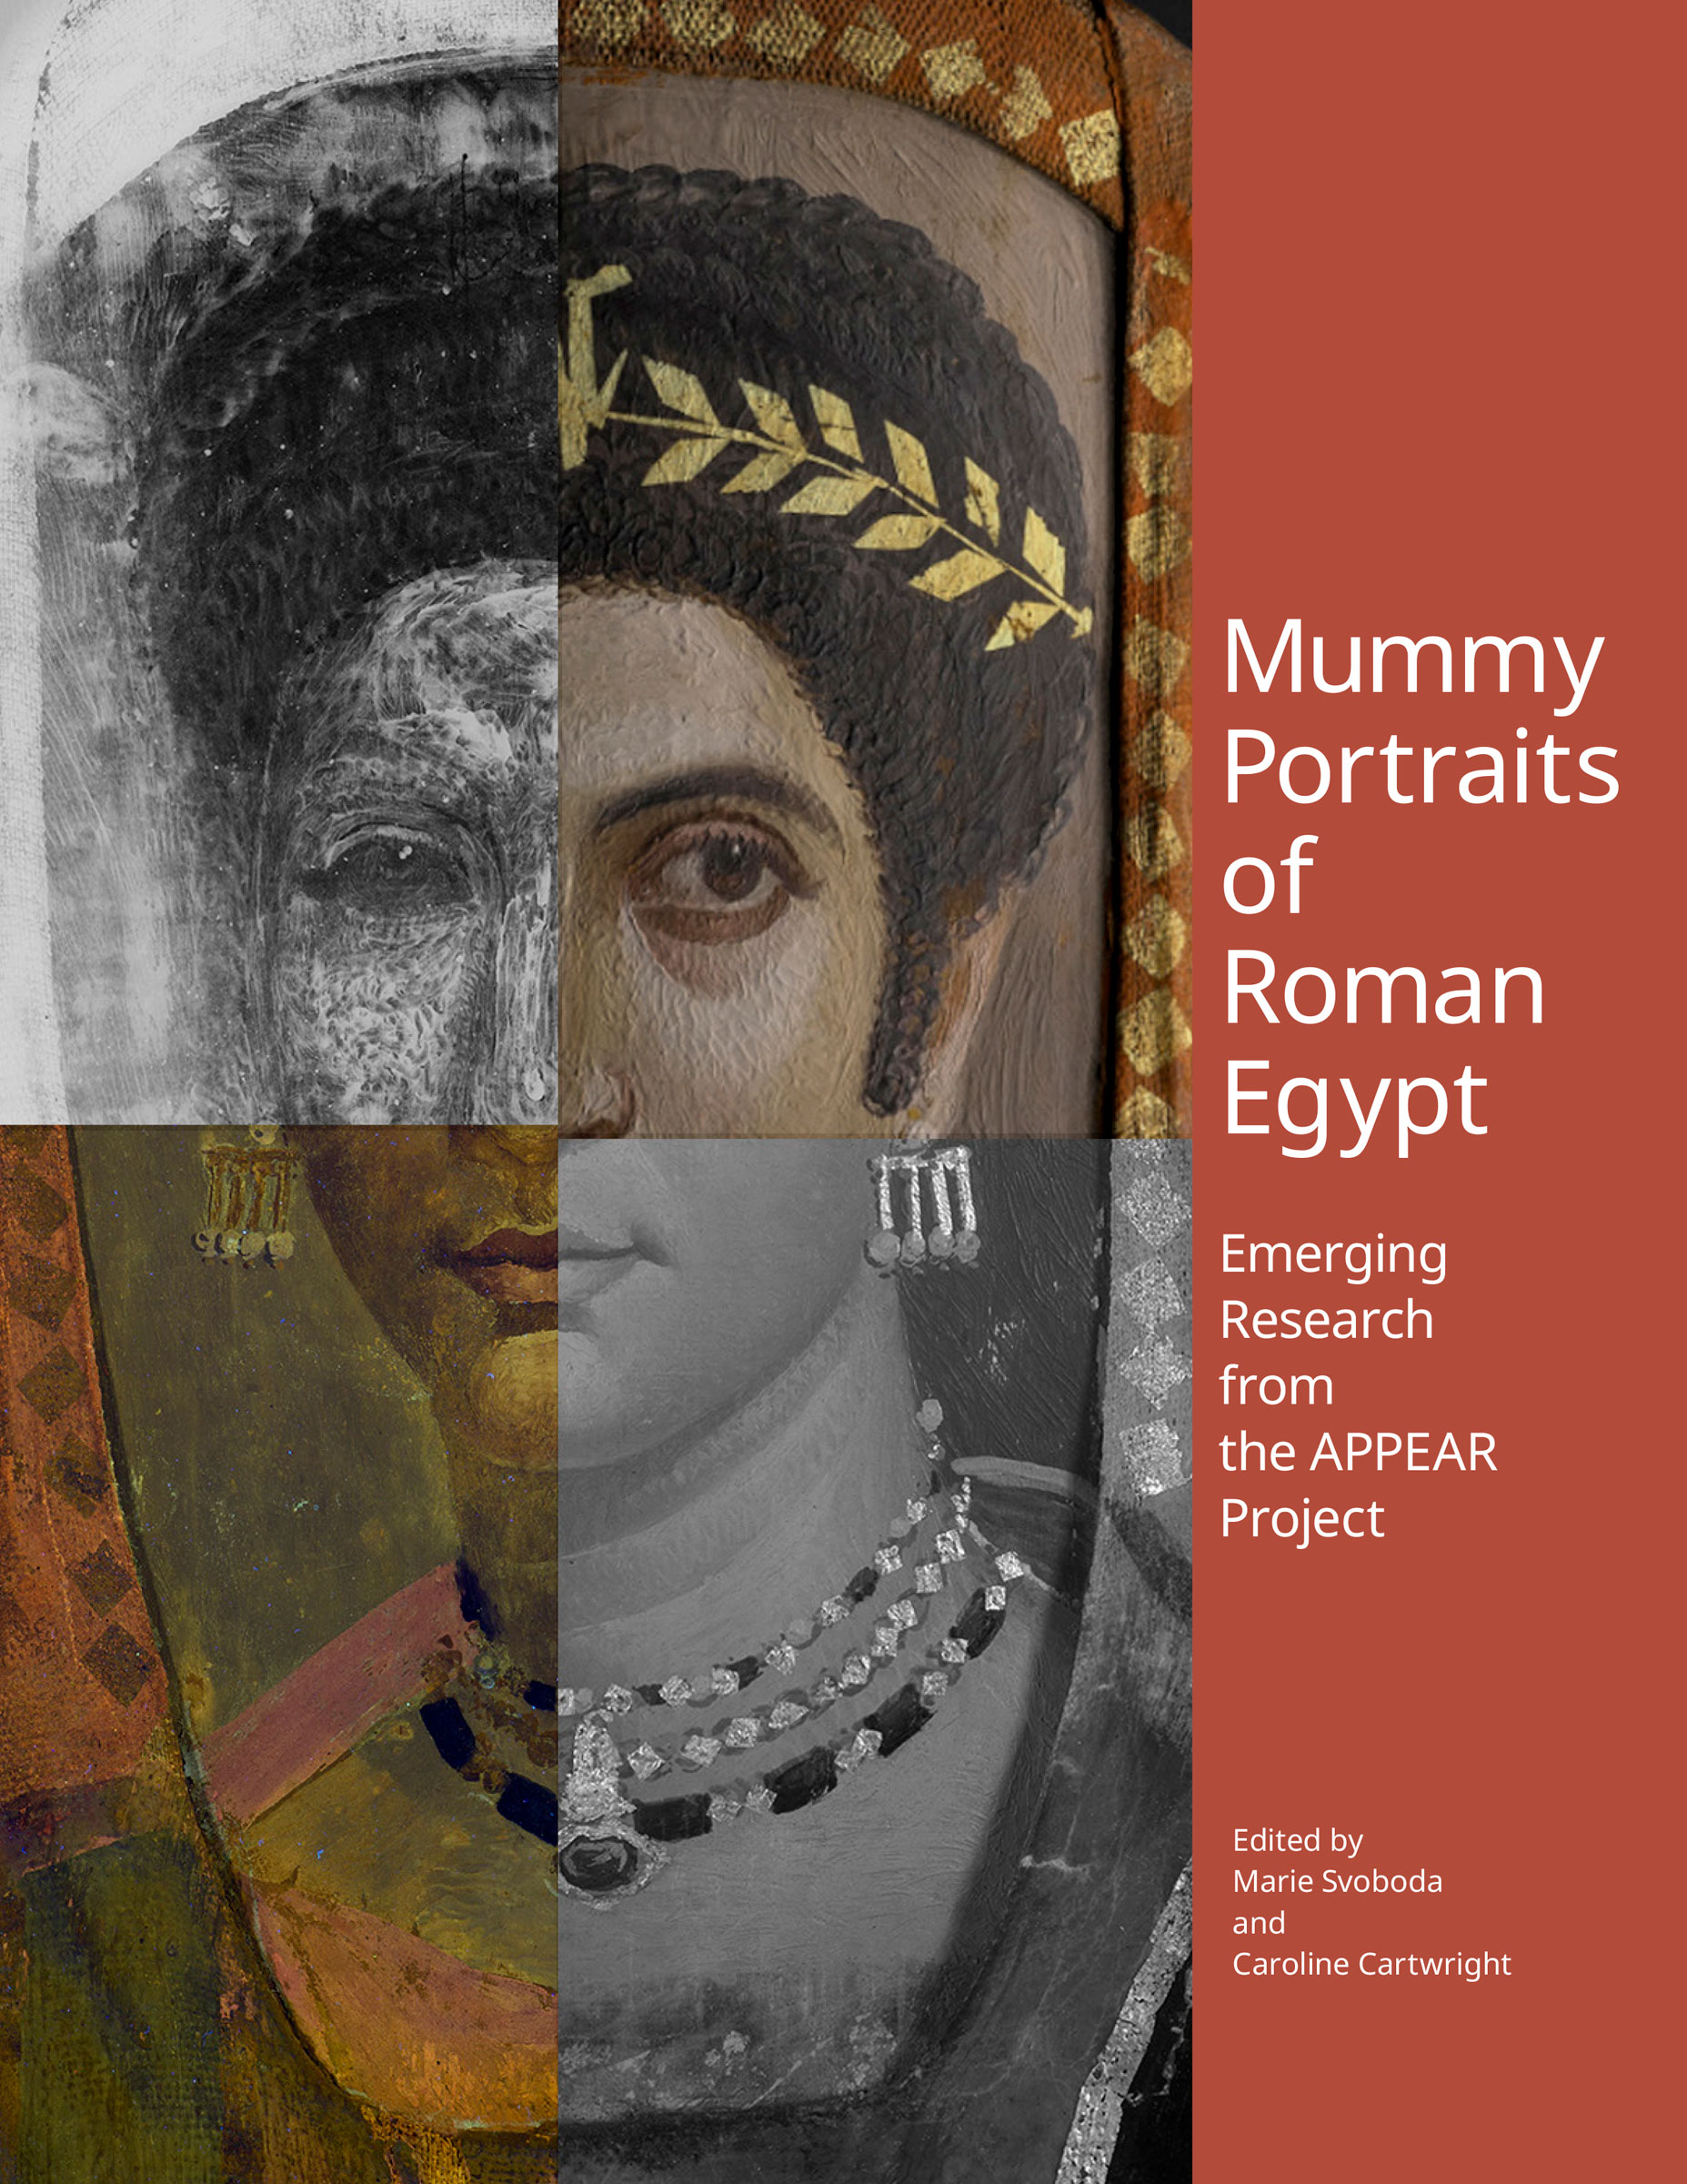 Mummy
Portraits
of
Roman
Egypt
Emerging
Research
from
the APPEAR
Project
Edited by
Marie Svoboda
and
Caroline Cartwright